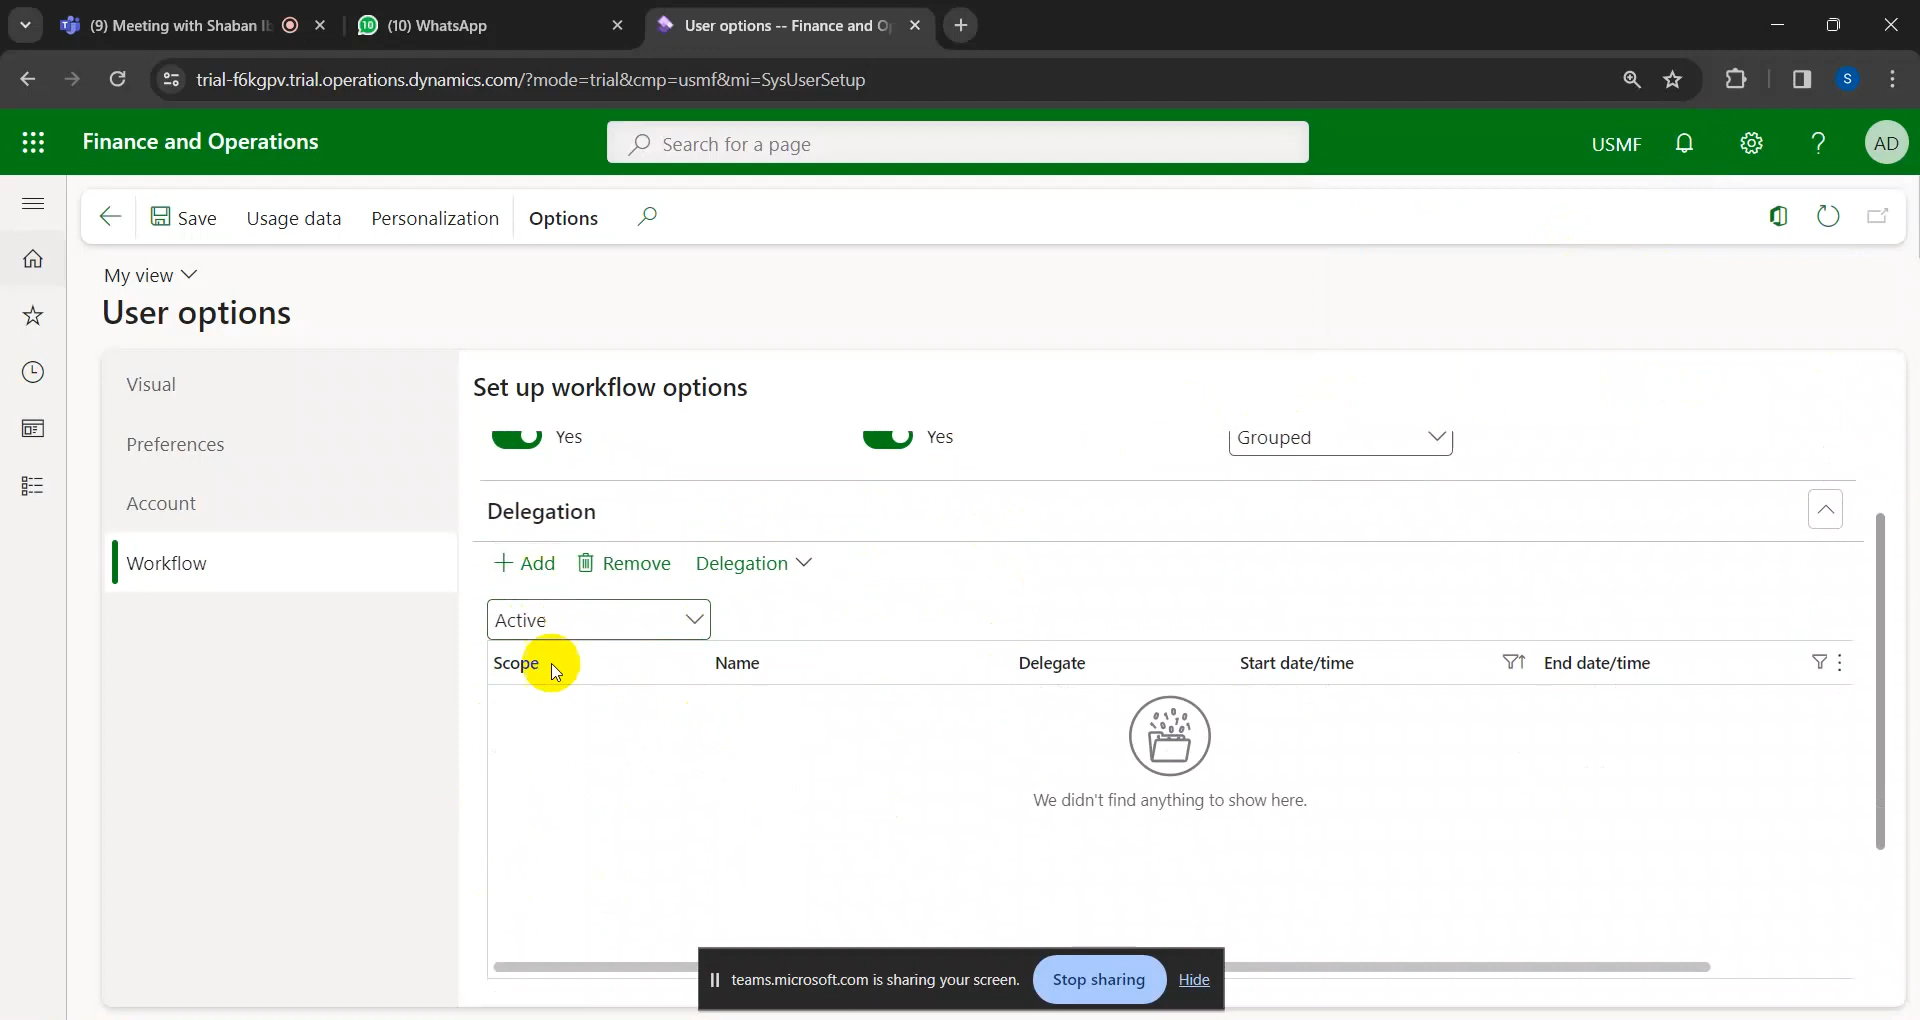 (9) Meeting with Shaban Ib
(10) WhatsApp
User options -- Finance and O
trial-f6kgpv.trial.operations.dynamics.com/?mode=trial&cmp=usmf&mi=SysUserSetup
S
Finance and Operations
Search for a page
USMF
AD
Save
Usage data
Personalization
Options
My view
User options
Visual
Preferences
Account
Workflow
Set up workflow options
Yes
Yes
Grouped
Delegation
Add
Remove
Delegation
Active
Scope
Name
Delegate
Start date/time
End date/time
We didn't find anything to show here.
teams.microsoft.com is sharing your screen.
Stop sharing
Hide